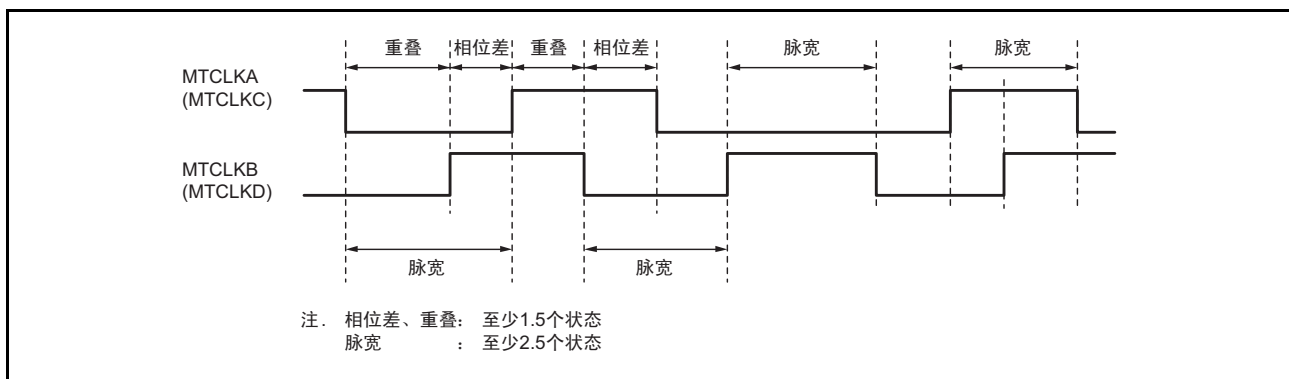 重叠 相位差 重叠 相位差 脉宽 脉宽
MTCLKA
(MTCLKC)
MTCLKB
(MTCLKD)
脉宽 脉宽
注. 相位差、重叠： 至少1.5个状态
脉宽 ： 至少2.5个状态